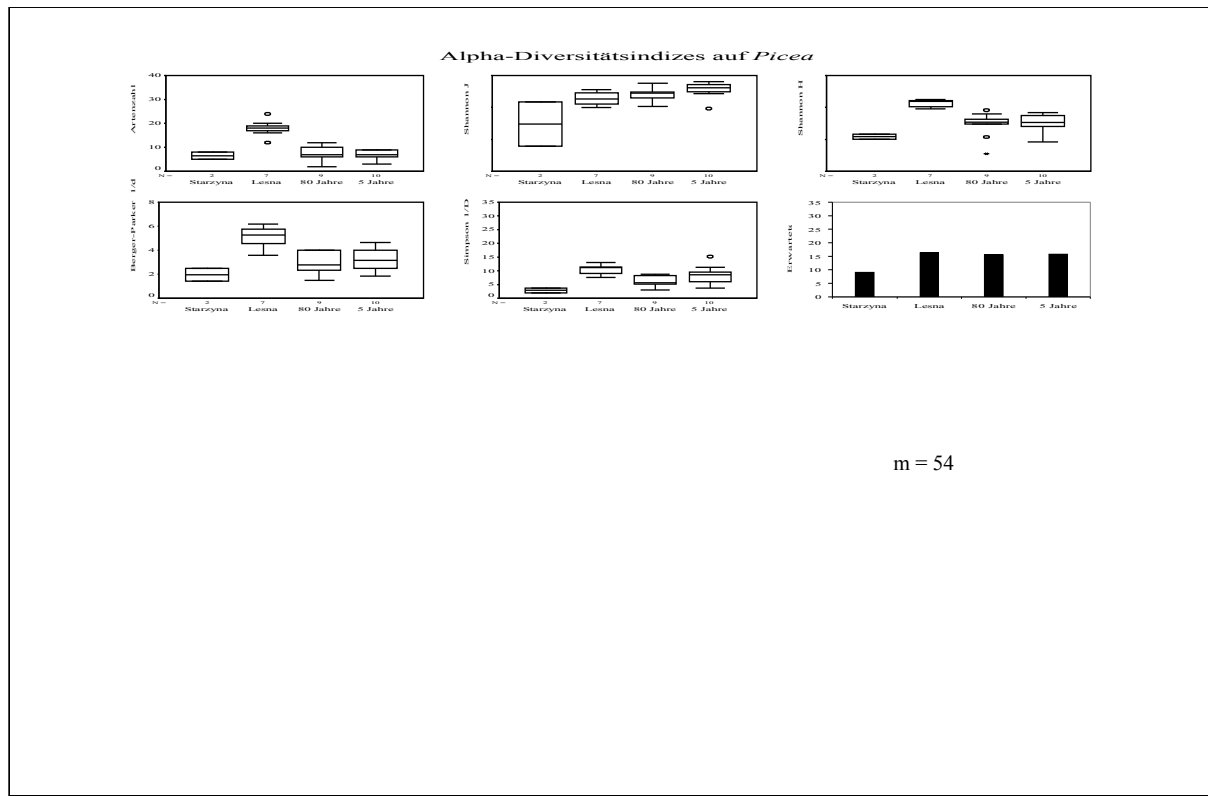 Alpha-Diversitätsindizes auf Picea
Artenzahl
40
30
20
10
0
N =
2
7
9
10
Starzyna
Lesna
80 Jahre
5 Jahre
Shannon J
N =
2
7
9
10
Starzyna
Lesna
80 Jahre
5 Jahre
Shannon H
N =
2
7
9
10
Starzyna
Lesna
80 Jahre
5 Jahre
Berger-Parker 1/d
8
6
4
2
0
N =
2
7
9
10
Starzyna
Lesna
80 Jahre
5 Jahre
Simpson 1/D
35
30
25
20
15
10
5
0
N =
2
7
9
10
Starzyna
Lesna
80 Jahre
5 Jahre
Erwartets
35
30
25
20
15
10
5
0
Starzyna
Lesna
80 Jahre
5 Jahre
m = 54